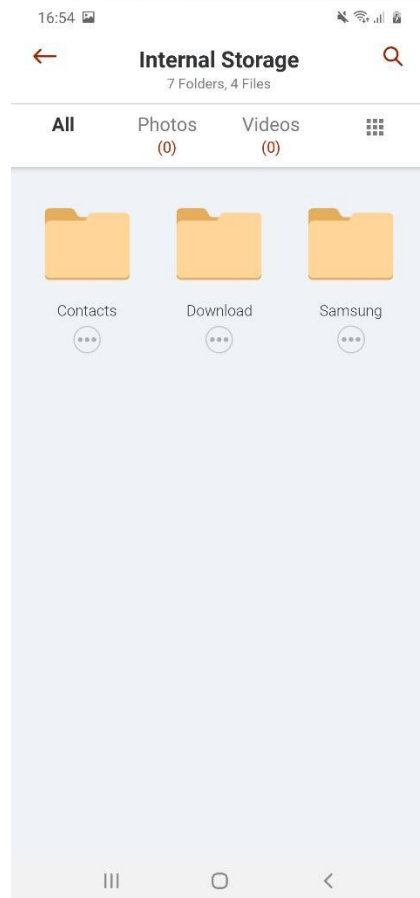 16:54
Internal Storage
7 Folders, 4 Files
All Photos Videos
(0) (0)
Contacts Download Samsung